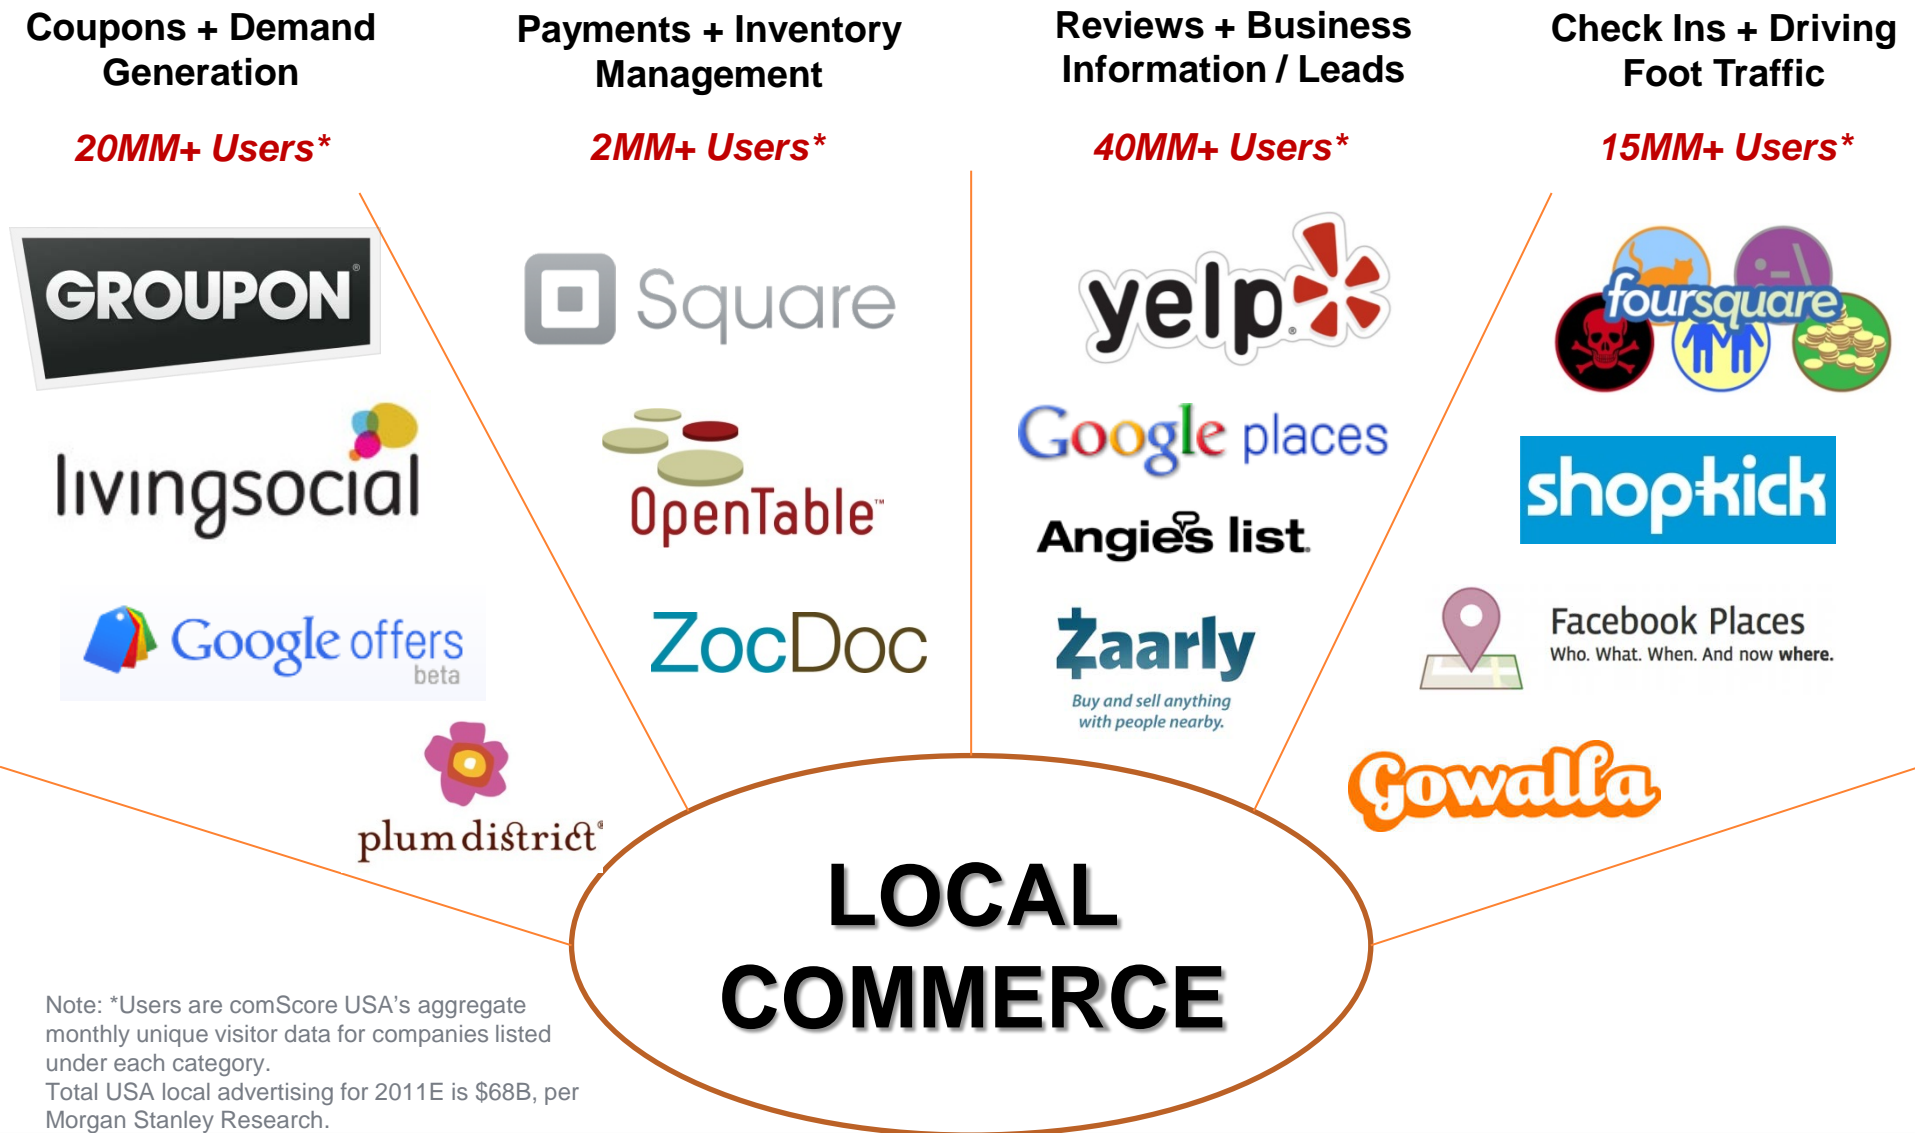 Coupons + Demand
Generation
20MM+ Users*
Payments + Inventory
Management
2MM+ Users*
Reviews + Business
Information / Leads
40MM+ Users*
Check Ins + Driving
Foot Traffic
15MM+ Users*
GROUPON®
livingsocial
Google offers
beta
plumdistrict®
Square
OpenTable™
ZocDoc
yelp®
Google places
Angie's list®
Zaarly
Buy and sell anything
with people nearby.
foursquare
shopkick
Facebook Places
Who. What. When. And now where.
Gowalla
LOCAL
COMMERCE
Note: *Users are comScore USA's aggregate
monthly unique visitor data for companies listed
under each category.
Total USA local advertising for 2011E is $68B, per
Morgan Stanley Research.